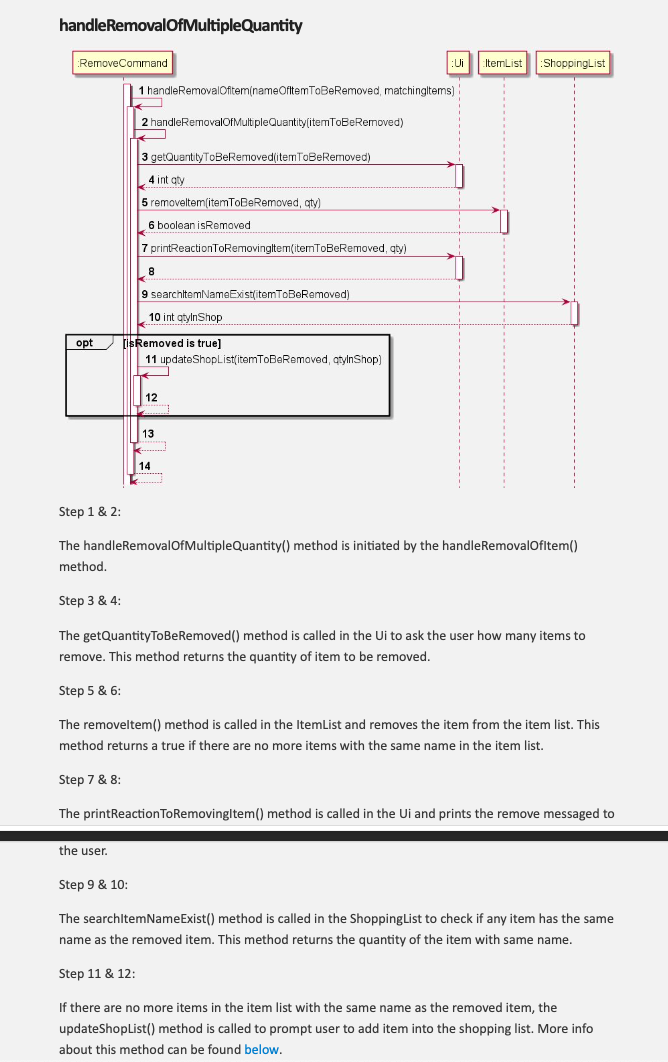 handleRemovalOfMultipleQuantity
:RemoveCommand :Ui :ItemList :ShoppingList
1 handleRemovalOfItem(nameOfItemToBeRemoved, matchingItems)
2 handleRemovalOfMultipleQuantity(itemToBeRemoved)
3 getQuantityToBeRemoved(itemToBeRemoved)
4 int qty
5 removeItem(itemToBeRemoved, qty)
6 boolean isRemoved
7 printReactionToRemovingItem(itemToBeRemoved, qty)
8
9 searchItemNameExist(itemToBeRemoved)
10 int qtyInShop
opt [isRemoved is true]
11 updateShopList(itemToBeRemoved, qtyInShop)
12
13
14
Step 1 & 2:
The handleRemovalOfMultipleQuantity() method is initiated by the handleRemovalOfItem()
method.
Step 3 & 4:
The getQuantityToBeRemoved() method is called in the Ui to ask the user how many items to
remove. This method returns the quantity of item to be removed.
Step 5 & 6:
The removeItem() method is called in the ItemList and removes the item from the item list. This
method returns a true if there are no more items with the same name in the item list.
Step 7 & 8:
The printReactionToRemovingItem() method is called in the Ui and prints the remove messaged to
the user.
Step 9 & 10:
The searchItemNameExist() method is called in the ShoppingList to check if any item has the same
name as the removed item. This method returns the quantity of the item with same name.
Step 11 & 12:
If there are no more items in the item list with the same name as the removed item, the
updateShopList() method is called to prompt user to add item into the shopping list. More info
about this method can be found below.